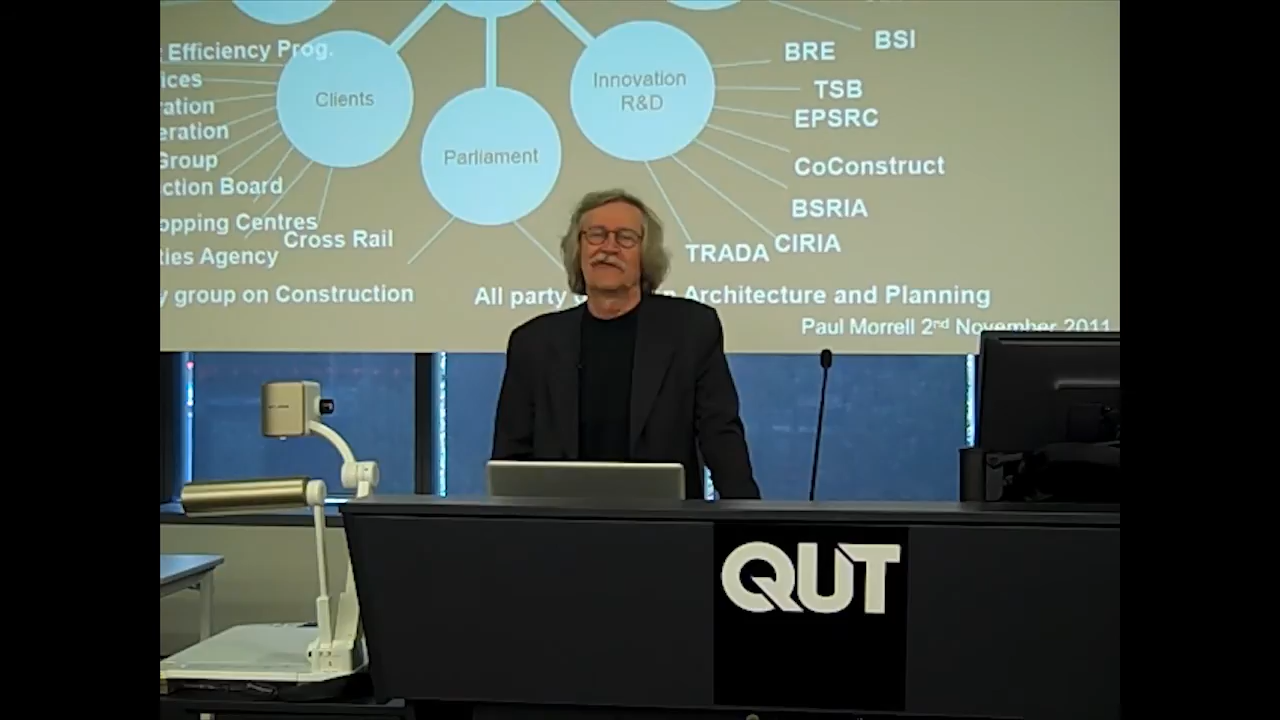 Efficiency Prog.
BSI
BRE
ices
Clients
Innovation
R&D
TSB
ration
EPSRC
eration
Parliament
Group
CoConstruct
ction Board
BSRIA
opping Centres
Cross Rail
TRADA
CIRIA
ties Agency
y group on Construction
All party
Architecture and Planning
Paul Morrell 2nd November 2011
QUT